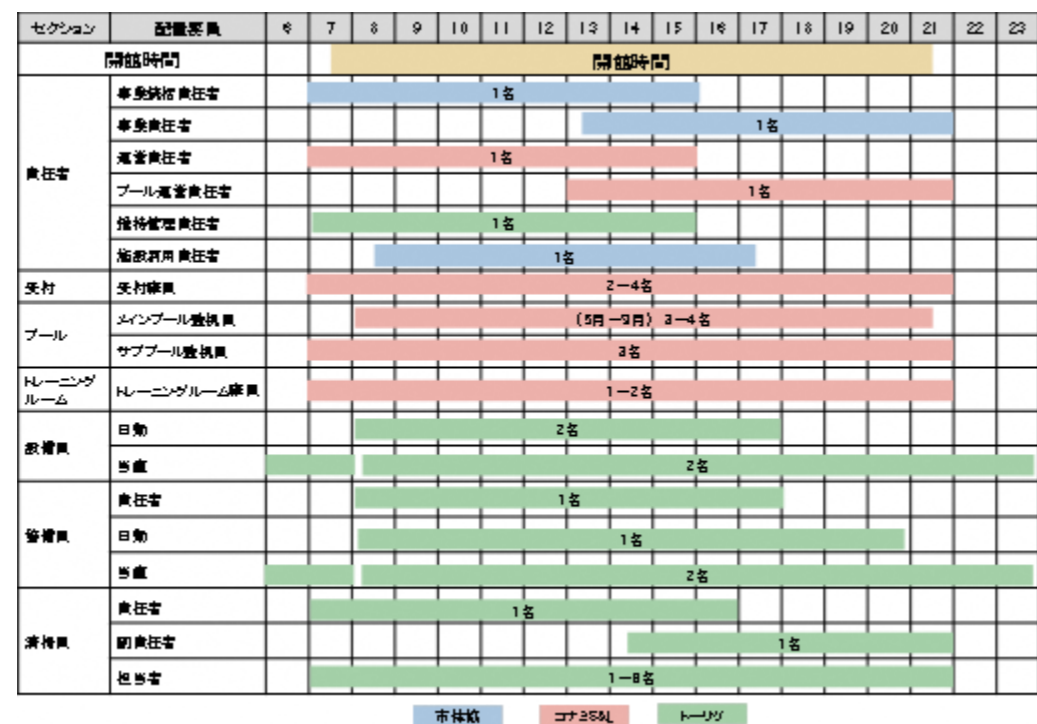 セクション 配置要員 6 7 8 9 10 11 12 13 14 15 16 17 18 19 20 21 22 23
開館時間 開館時間
責任者
事業統括責任者 1名
事業責任者 1名
運営責任者 1名
プール運営責任者 1名
維持管理責任者 1名
施設利用責任者 1名
受付 受付要員 2−4名
プール
メインプール監視員 (5月−9月) 3−4名
サブプール監視員 3名
トレーニング
ルーム
トレーニングルーム要員 1−2名
設備員
日勤 2名
当直 2名
警備員
責任者 1名
日勤 1名
当直 2名
清掃員
責任者 1名
副責任者 1名
担当者 1−8名
市体協 トーリク